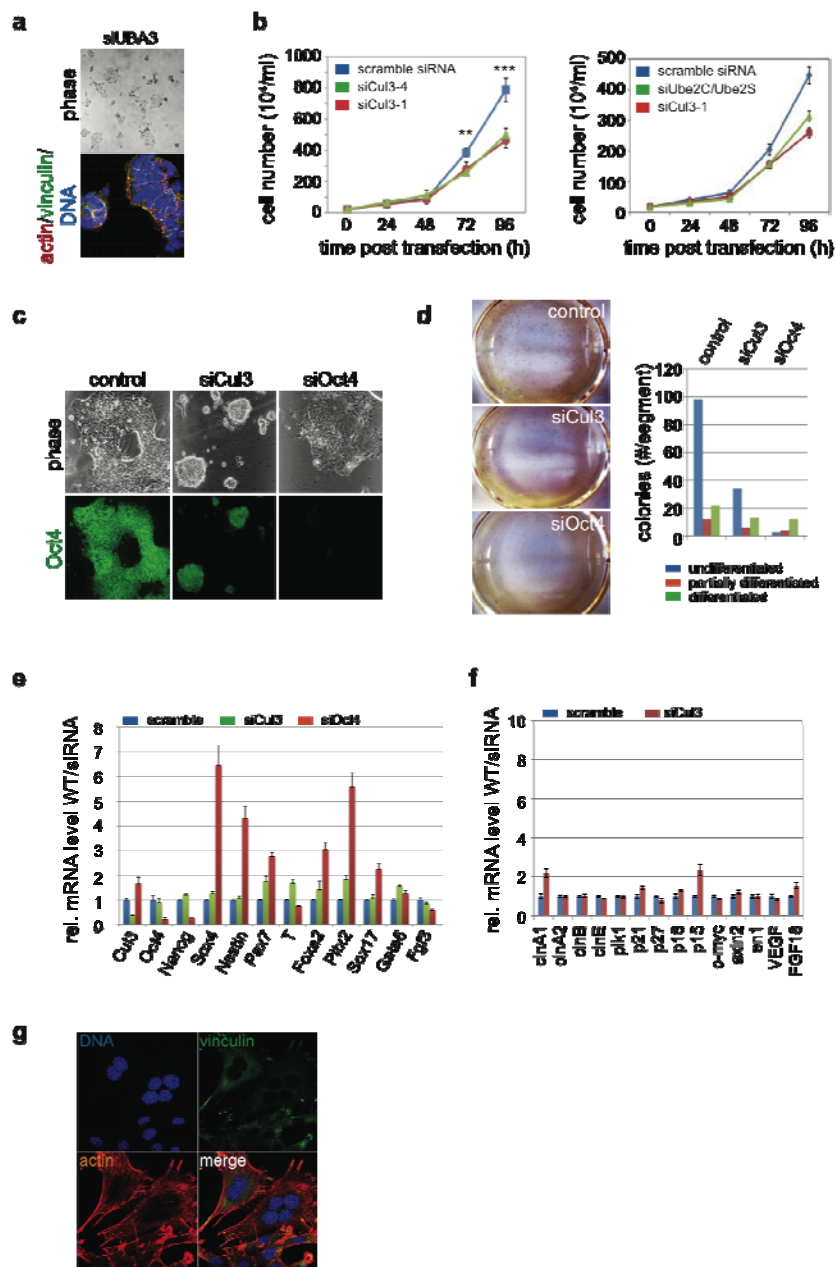 a
siUBA3
phase
actin/vinculin/
DNA
b
cell number (10⁴/ml)
1000
800
600
400
200
0
scramble siRNA
siCul3-4
siCul3-1
**
***
0 24 48 72 96
time post transfection (h)
cell number (10⁴/ml)
500
400
300
200
100
0
scramble siRNA
siUbe2C/Ube2S
siCul3-1
0 24 48 72 96
time post transfection (h)
c
control siCul3 siOct4
phase
Oct4
d
control
siCul3
siOct4
control siCul3 siOct4
colonies (#/segment)
120
100
80
60
40
20
0
undifferentiated
partially differentiated
differentiated
e
scramble siCul3 siOct4
rel. mRNA level WT/siRNA
8
7
6
5
4
3
2
1
0
Cul3 Oct4 Nanog Sox4 Nestin Pax7 T Foxa2 Pitx2 Sox17 Gata6
f
scramble siCul3
rel. mRNA level WT/siRNA
10
8
6
4
2
0
clnA1 clnA2 clnB clnE plk1 p21 p27 p15 c-myc axin2 en1 VEGF
g
DNA vinculin
actin merge